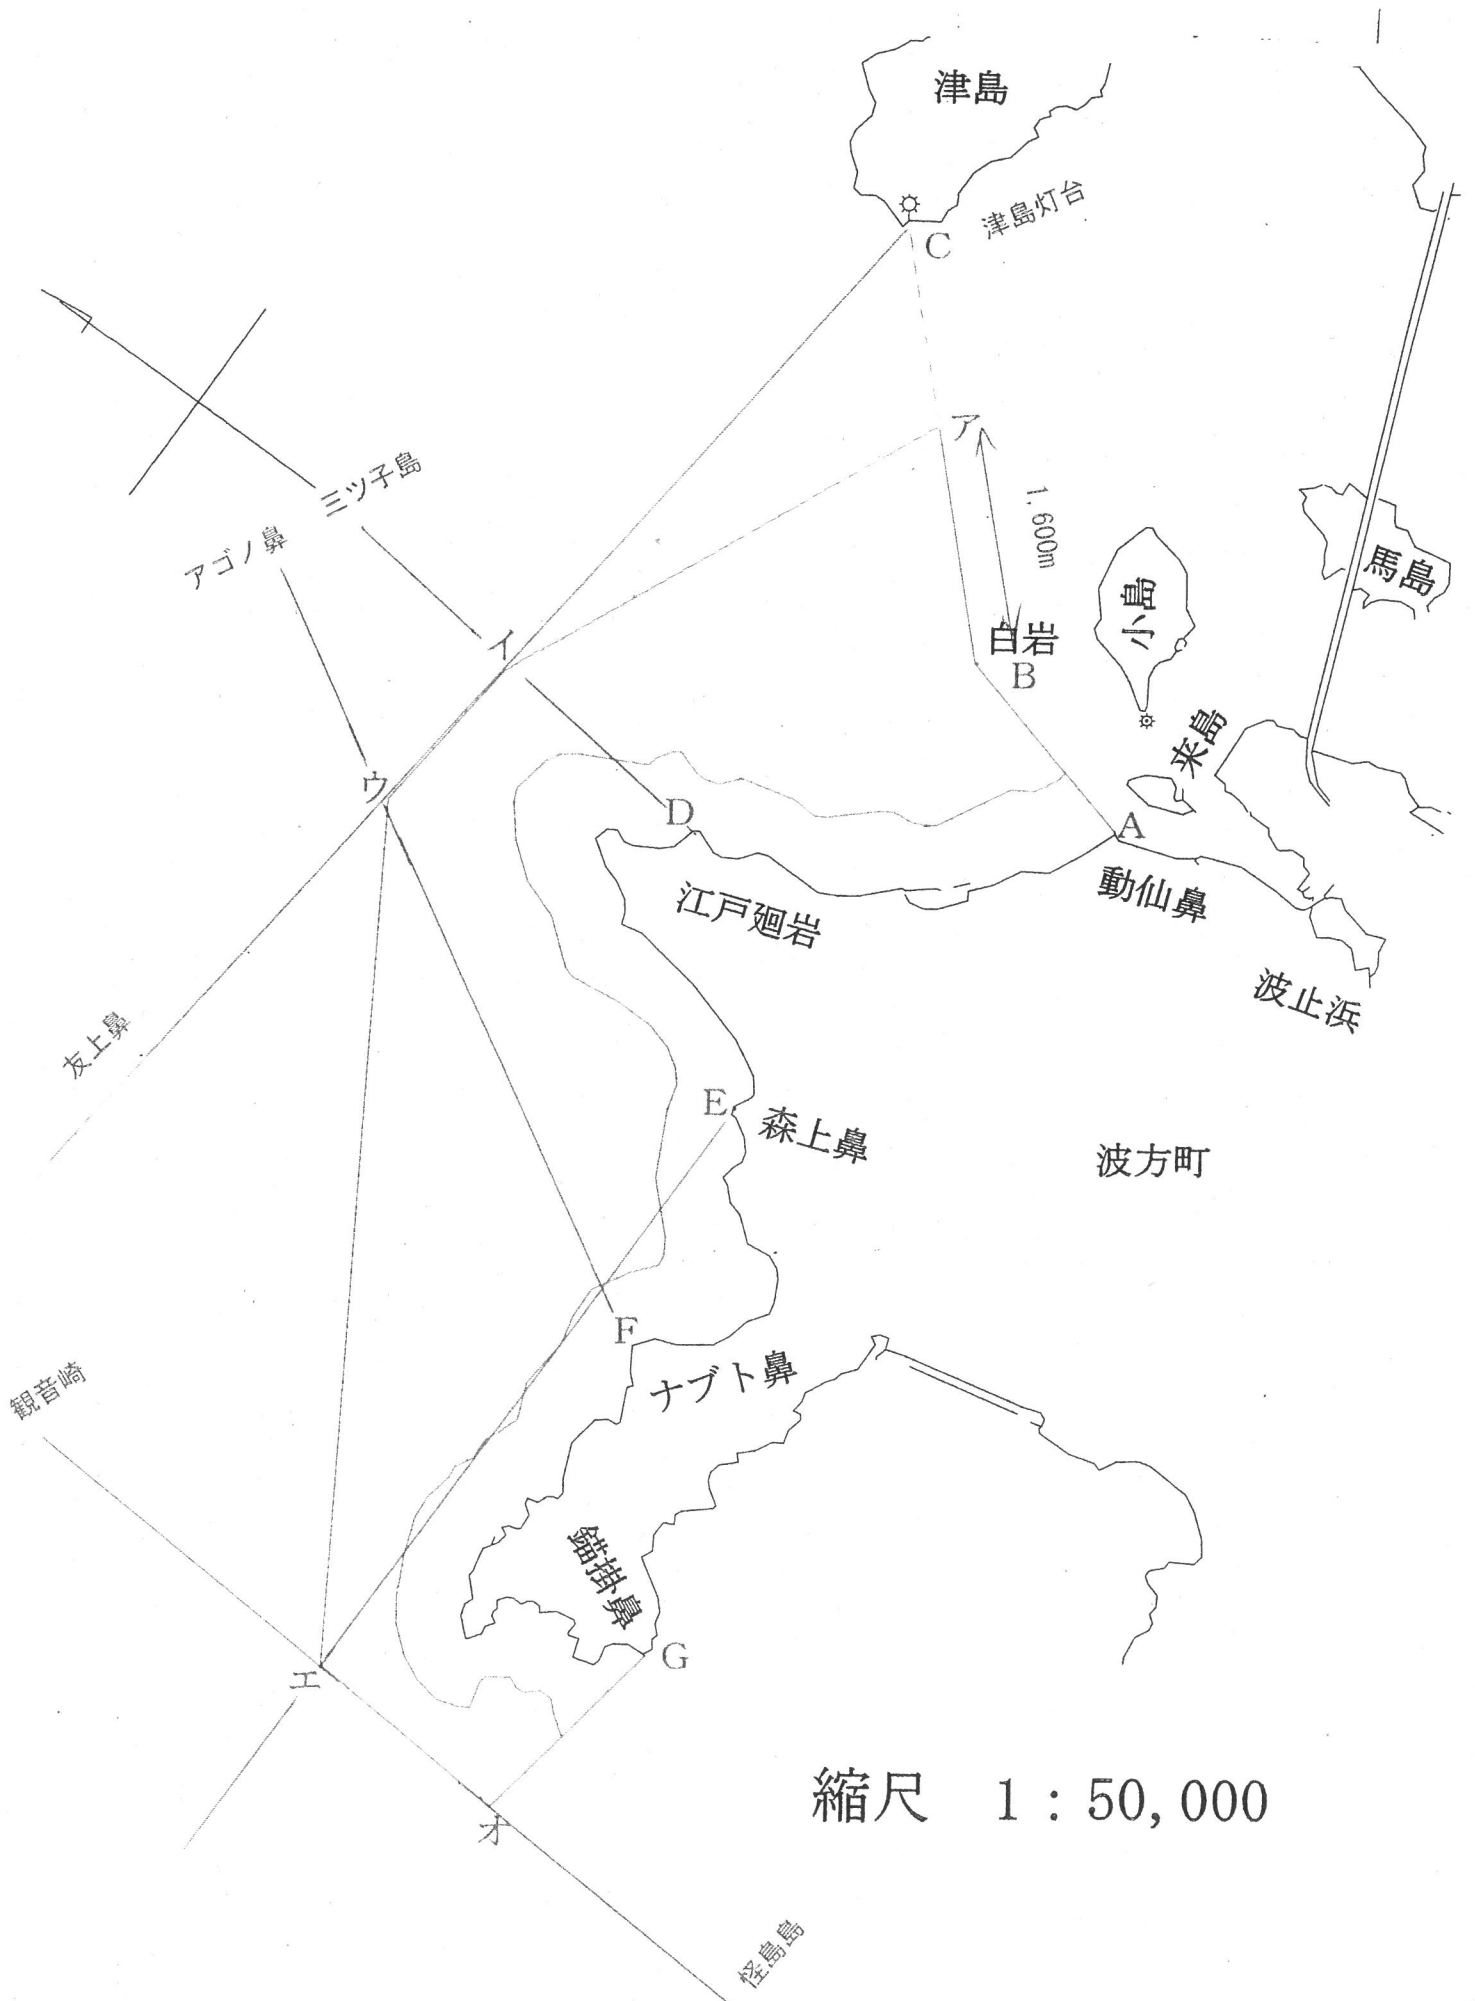 津島
津島灯台
C
ア
1,600m
三ツ子島
アゴノ鼻
イ
白岩
B
小島
馬島
来島
ウ
D
A
江戸廻岩
動仙鼻
波止浜
友上鼻
E
森上鼻
波方町
F
ナブト鼻
観音崎
錨掛鼻
エ
G
オ
縮尺 1:50,000
怪島島